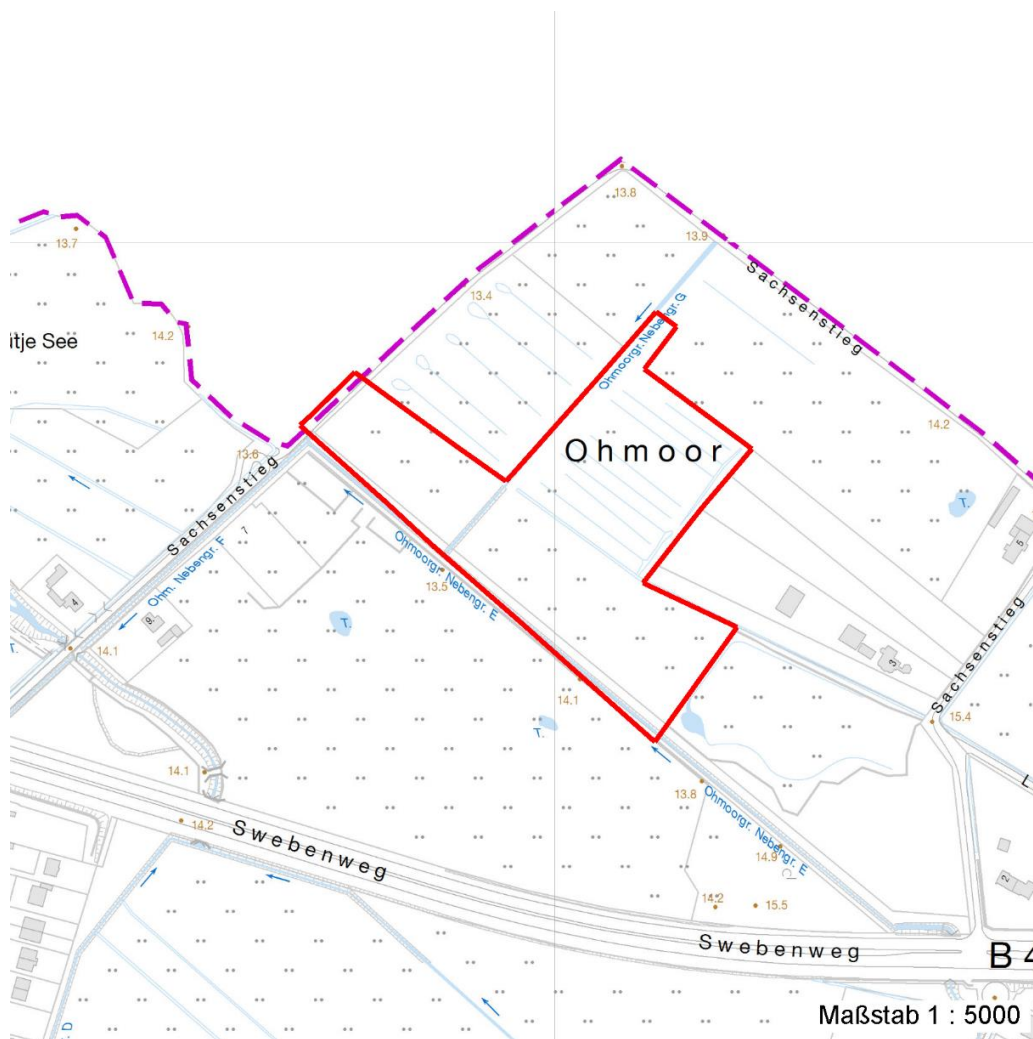 13.8
13.7
13.9
Sachsenstieg
13.4
14.2
Ohmoorgr. Nebengr. G
itje See
14.2
Ohmoor
13.6
Sachsenstieg
7
T.
5
Ohmoorgr. Nebengr. E
13.5
Ohm. Nebengr. F
4
9
T.
3
Sachsenstieg
T.
14.1
14.1
15.4
T.
14.1
13.8
L
Ohmoorgr. Nebengr. E
14.2
Swebenweg
14.9
2
14.2
15.5
Swebenweg
B 4
Maßstab 1 : 5000
D